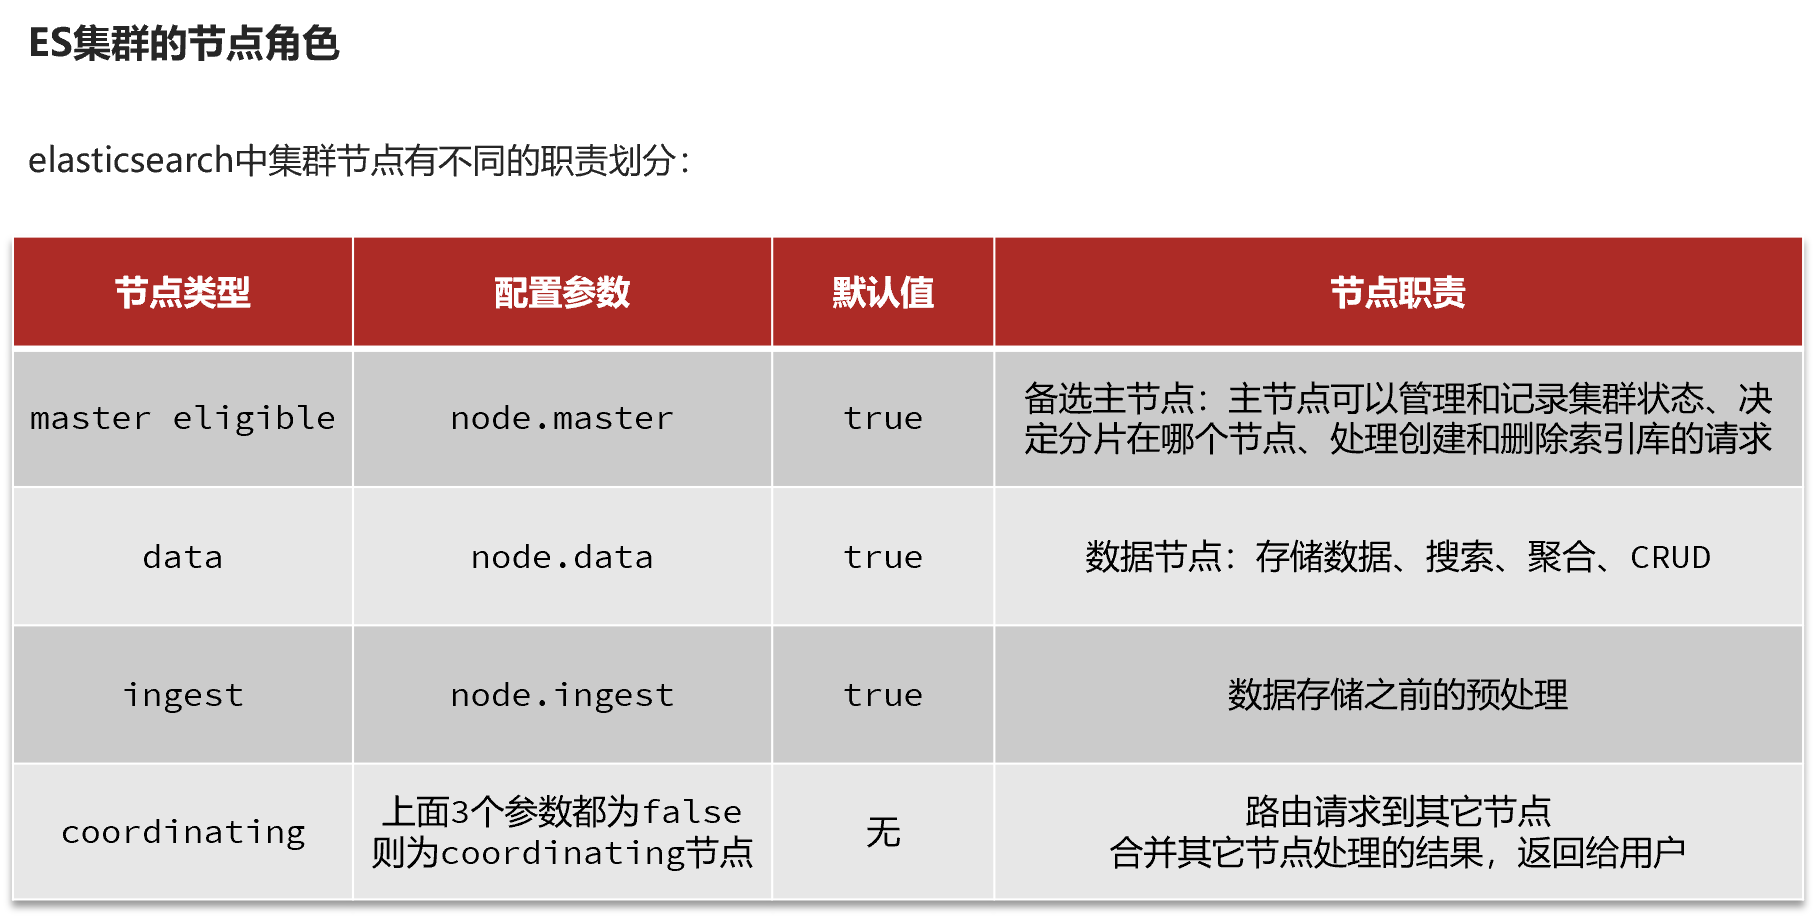 ES集群的节点角色
elasticsearch中集群节点有不同的职责划分：
节点类型 配置参数 默认值 节点职责
master eligible node.master true 备选主节点：主节点可以管理和记录集群状态、决
定分片在哪个节点、处理创建和删除索引库的请求
data node.data true 数据节点：存储数据、搜索、聚合、CRUD
ingest node.ingest true 数据存储之前的预处理
coordinating
上面3个参数都为false
则为coordinating节点
无
路由请求到其它节点
合并其它节点处理的结果，返回给用户